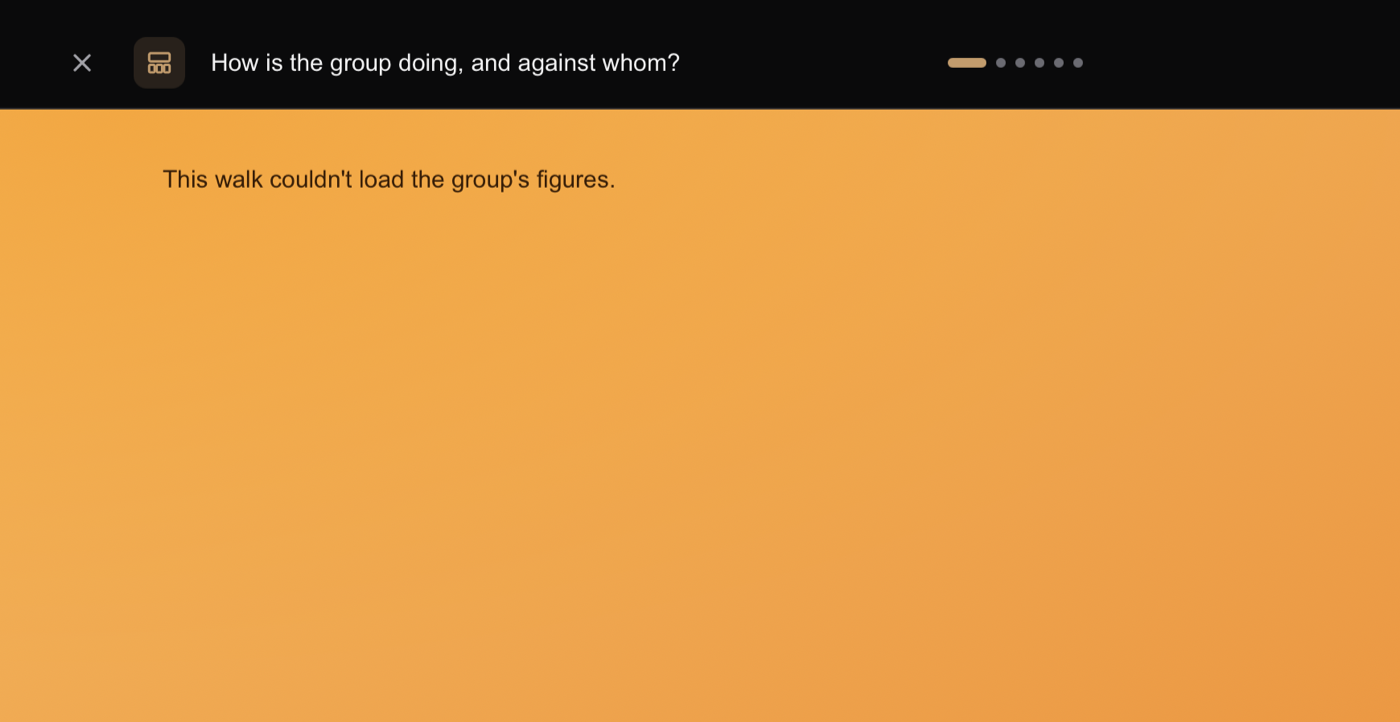 How is the group doing, and against whom?
This walk couldn't load the group's figures.